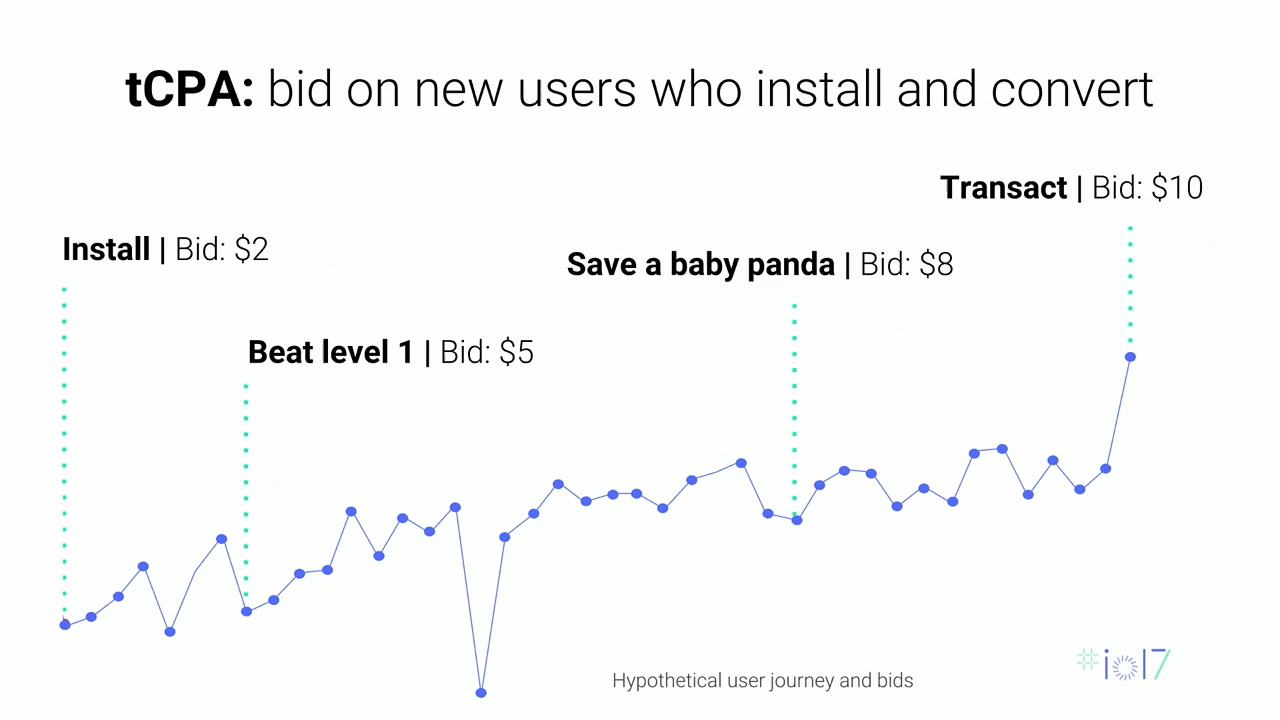 tCPA: bid on new users who install and convert
Transact | Bid: $10
Install | Bid: $2
Save a baby panda | Bid: $8
Beat level 1 | Bid: $5
Hypothetical user journey and bids
#io17